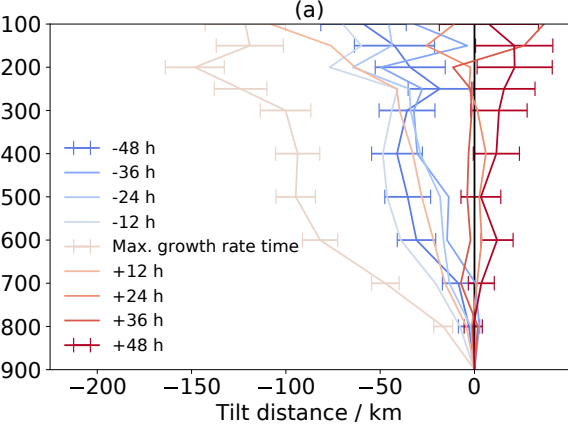 (a)
100
200
300
400
500
600
700
800
900
-48 h
-36 h
-24 h
-12 h
Max. growth rate time
+12 h
+24 h
+36 h
+48 h
−200 −150 −100 −50 0
Tilt distance / km